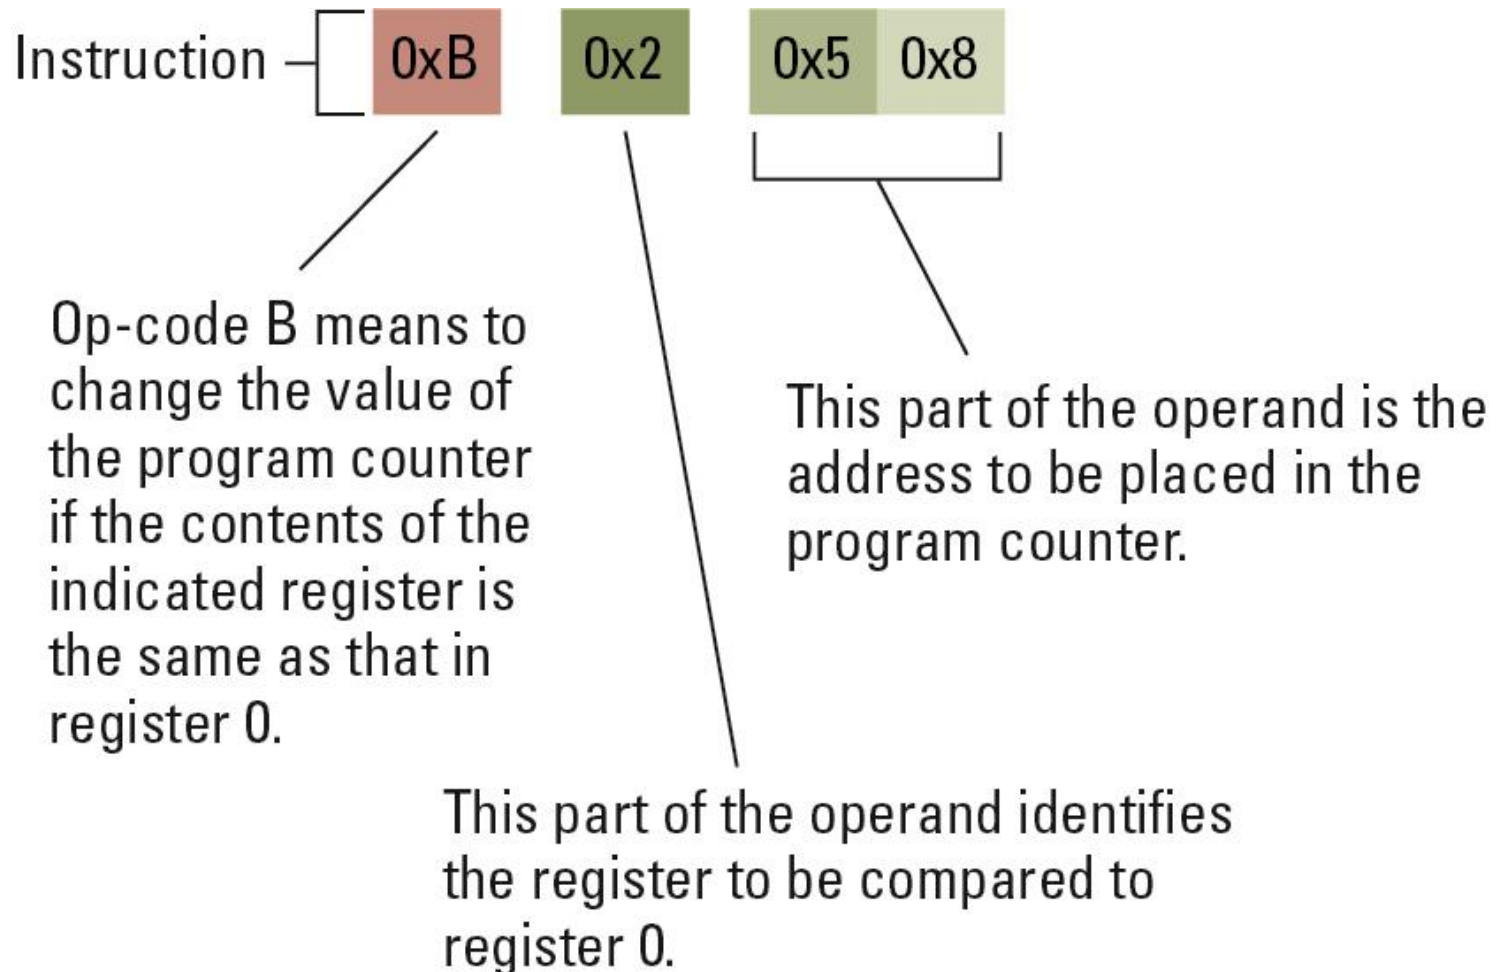 Instruction 0xB 0x2 0x5 0x8
Op-code B means to
change the value of
the program counter
if the contents of the
indicated register is
the same as that in
register 0.
This part of the operand is the
address to be placed in the
program counter.
This part of the operand identifies
the register to be compared to
register 0.